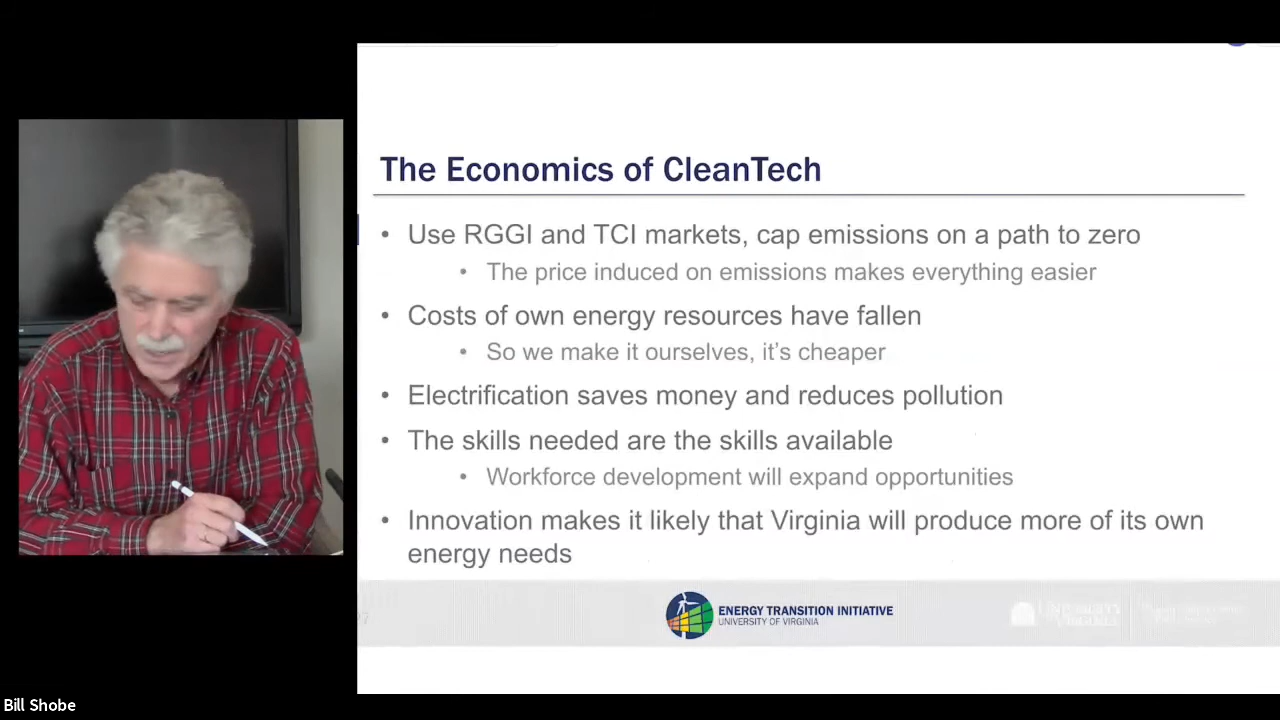 The Economics of CleanTech
• Use RGGI and TCI markets, cap emissions on a path to zero
• The price induced on emissions makes everything easier
• Costs of own energy resources have fallen
• So we make it ourselves, it's cheaper
• Electrification saves money and reduces pollution
• The skills needed are the skills available
• Workforce development will expand opportunities
• Innovation makes it likely that Virginia will produce more of its own
energy needs
ENERGY TRANSITION INITIATIVE
UNIVERSITY OF VIRGINIA
UNIVERSITY
VIRGINIA
Bill Shobe